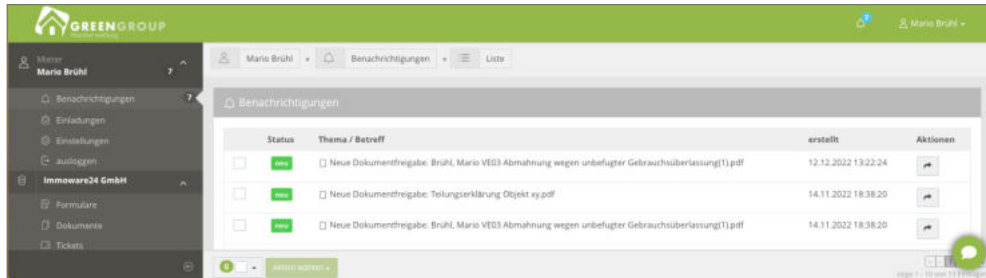 GREENGROUP
7
Mario Brühl
Mieter
Mario Brühl
7
Mario Brühl
Benachrichtigungen
Liste
Benachrichtigungen
7
Einladungen
Einstellungen
ausloggen
Immoware24 GmbH
Formulare
Dokumente
Tickets
Benachrichtigungen
Status Thema / Betreff erstellt Aktionen
neu Neue Dokumentfreigabe: Brühl, Mario VE03 Abmahnung wegen unbefugter Gebrauchsüberlassung(1).pdf 12.12.2022 13:22:24
neu Neue Dokumentfreigabe: Teilungserklärung Objekt xy.pdf 14.11.2022 18:38:20
neu Neue Dokumentfreigabe: Brühl, Mario VE03 Abmahnung wegen unbefugter Gebrauchsüberlassung(1).pdf 14.11.2022 18:38:20
0
Aktion wählen